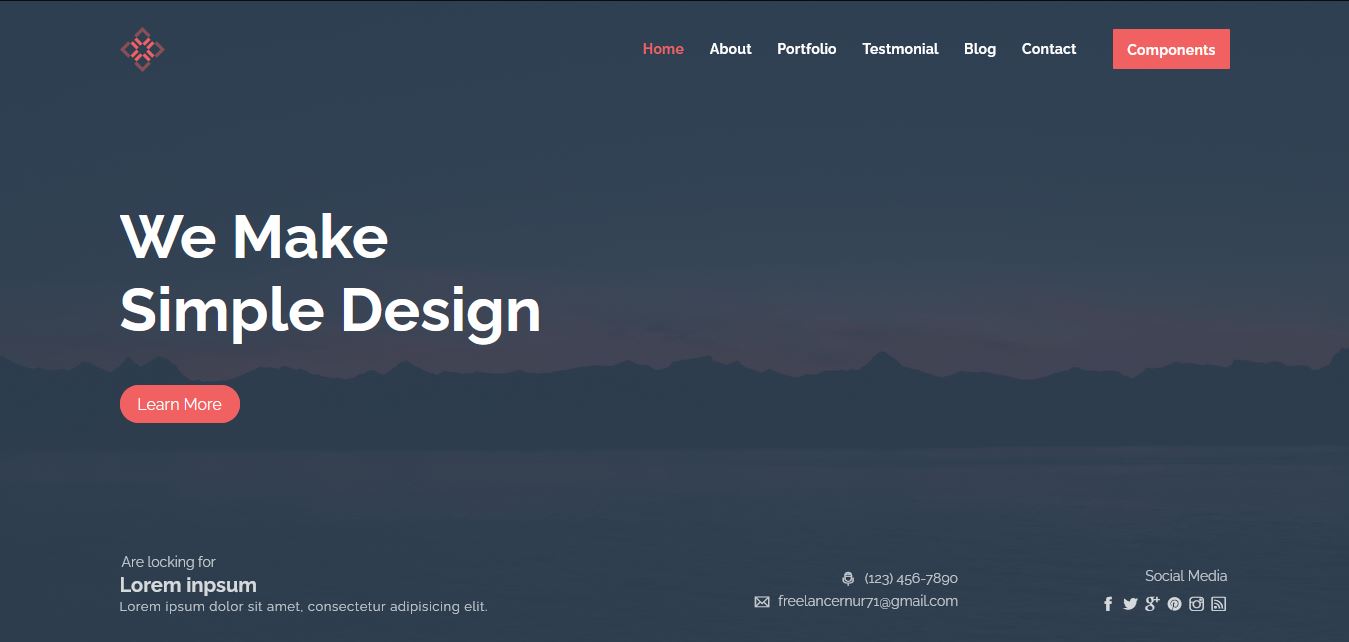 Home About Portfolio Testmonial Blog Contact Components
We Make
Simple Design
Learn More
Are locking for
Lorem inpsum
Lorem ipsum dolor sit amet, consectetur adipisicing elit.
(123) 456-7890
freelancernur71@gmail.com
Social Media